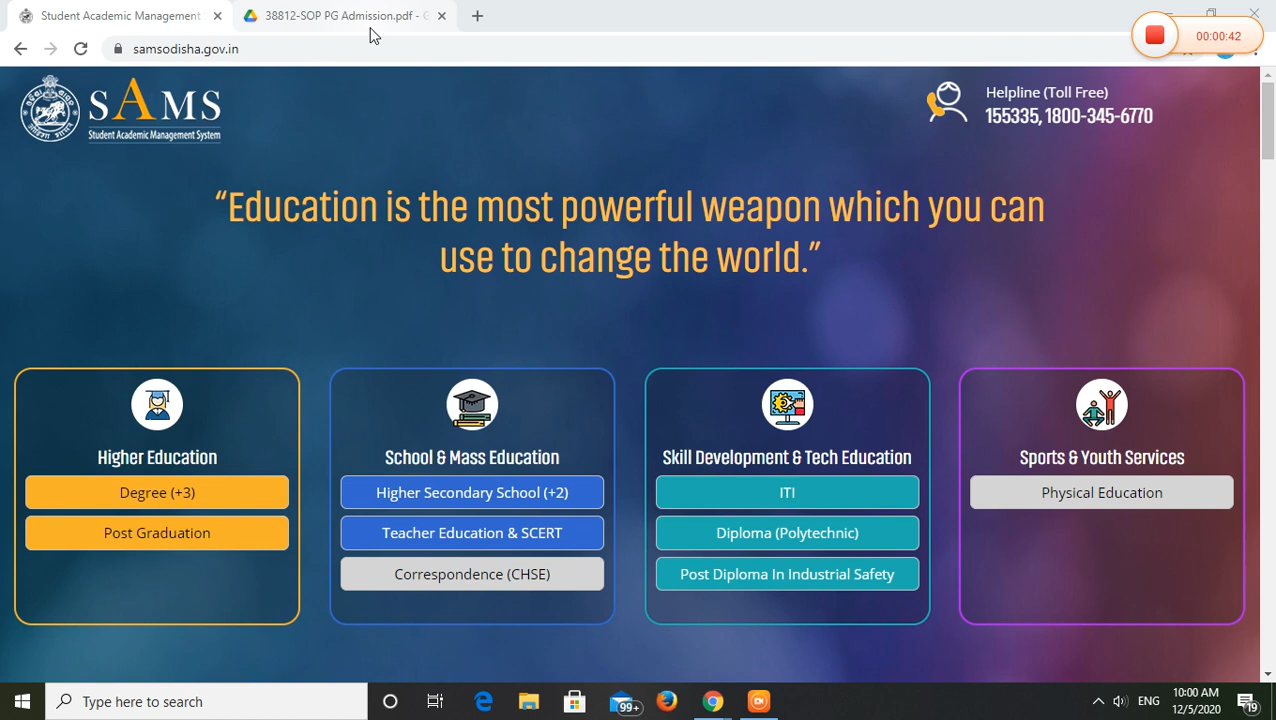 Student Academic Management
38812-SOP PG Admission.pdf - G
samsodisha.gov.in
00:00:42
SAMS
Student Academic Management System
Helpline (Toll Free)
155335, 1800-345-6770
“Education is the most powerful weapon which you can
use to change the world.”
Higher Education
Degree (+3)
Post Graduation
School & Mass Education
Higher Secondary School (+2)
Teacher Education & SCERT
Correspondence (CHSE)
Skill Development & Tech Education
ITI
Diploma (Polytechnic)
Post Diploma In Industrial Safety
Sports & Youth Services
Physical Education
Type here to search
99+
ENG
10:00 AM
12/5/2020
19